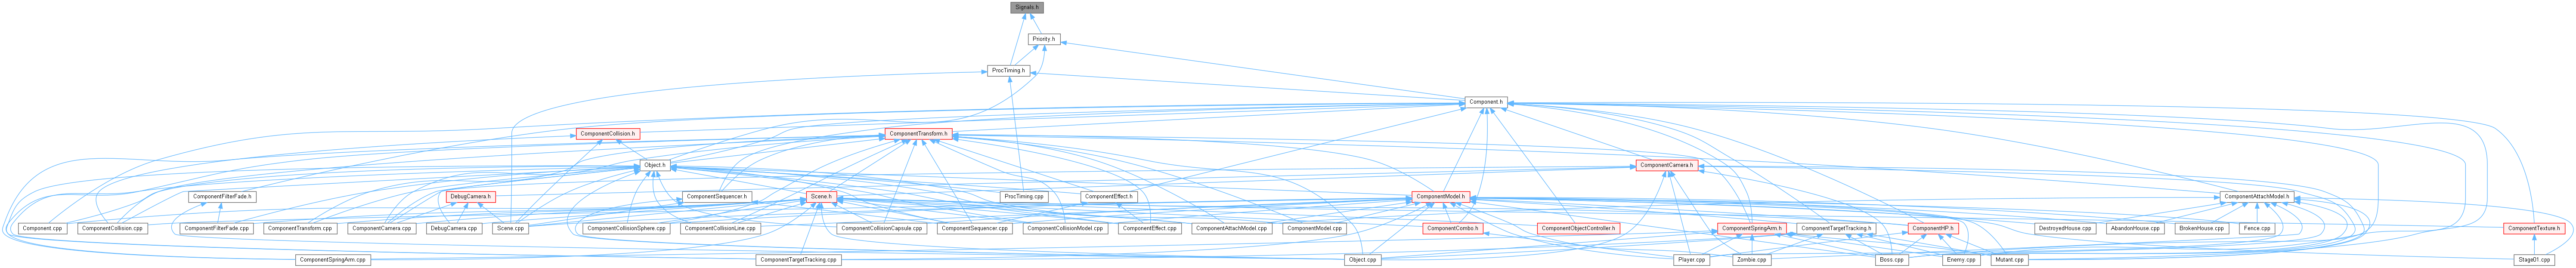 Signals.h
Priority.h
ProcTiming.h
Component.h
ComponentCollision.h
ComponentTransform.h
Object.h
ComponentCamera.h
ComponentFilterFade.h
DebugCamera.h
ComponentSequencer.h
Scene.h
ProcTiming.cpp
ComponentEffect.h
ComponentModel.h
ComponentAttachModel.h
Component.cpp
ComponentCollision.cpp
ComponentFilterFade.cpp
ComponentTransform.cpp
ComponentCamera.cpp
DebugCamera.cpp
Scene.cpp
ComponentCollisionSphere.cpp
ComponentCollisionLine.cpp
ComponentCollisionCapsule.cpp
ComponentSequencer.cpp
ComponentCollisionModel.cpp
ComponentEffect.cpp
ComponentAttachModel.cpp
ComponentModel.cpp
ComponentCombo.h
ComponentObjectController.h
ComponentSpringArm.h
ComponentTargetTracking.h
ComponentHP.h
DestroyedHouse.cpp
AbandonHouse.cpp
BrokenHouse.cpp
Fence.cpp
ComponentTexture.h
ComponentSpringArm.cpp
ComponentTargetTracking.cpp
Object.cpp
Player.cpp
Zombie.cpp
Boss.cpp
Enemy.cpp
Mutant.cpp
Stage01.cpp